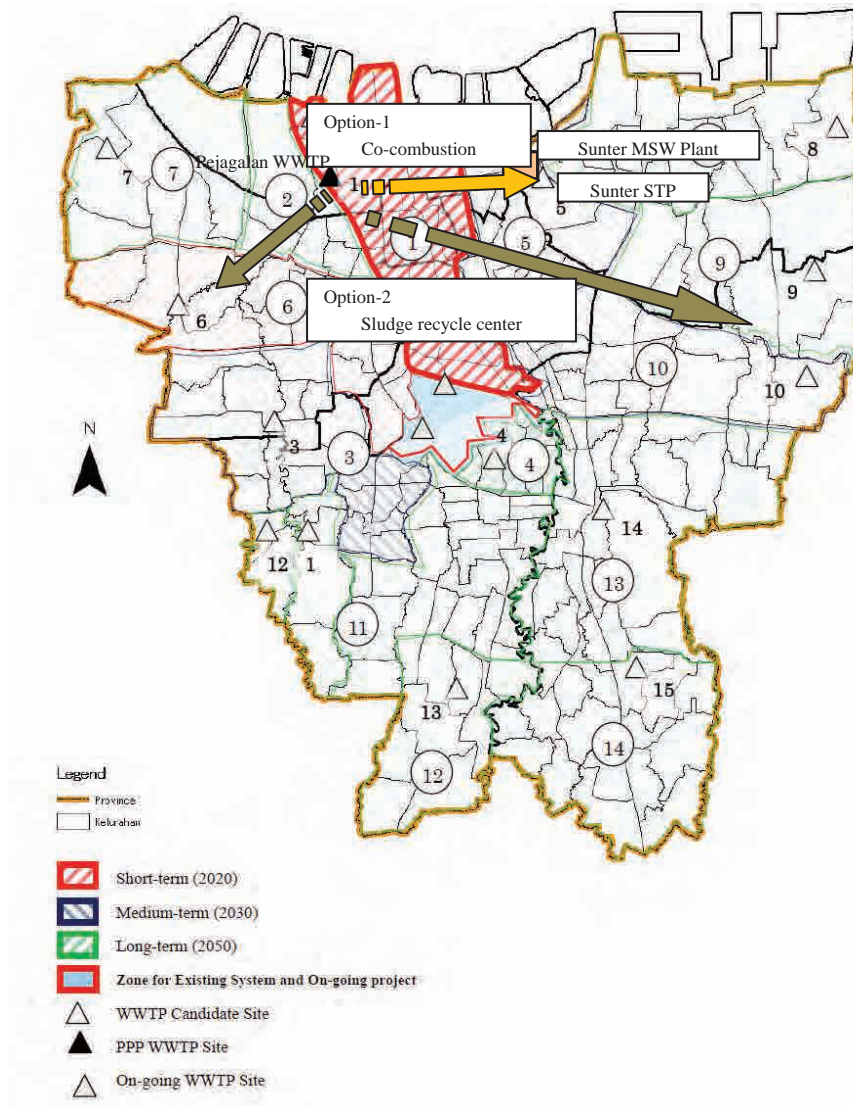 Option-1
Co-combustion
Sunter MSW Plant
8
Pejagalan WWTP
7
7
2
1
Sunter STP
5
1
5
9
9
6
6
Option-2
Sludge recycle center
10
10
N
3
3
4
4
14
12
1
13
11
15
13
14
12
Legend
Province
Kelurahan
Short-term (2020)
Medium-term (2030)
Long-term (2050)
Zone for Existing System and On-going project
WWTP Candidate Site
PPP WWTP Site
On-going WWTP Site